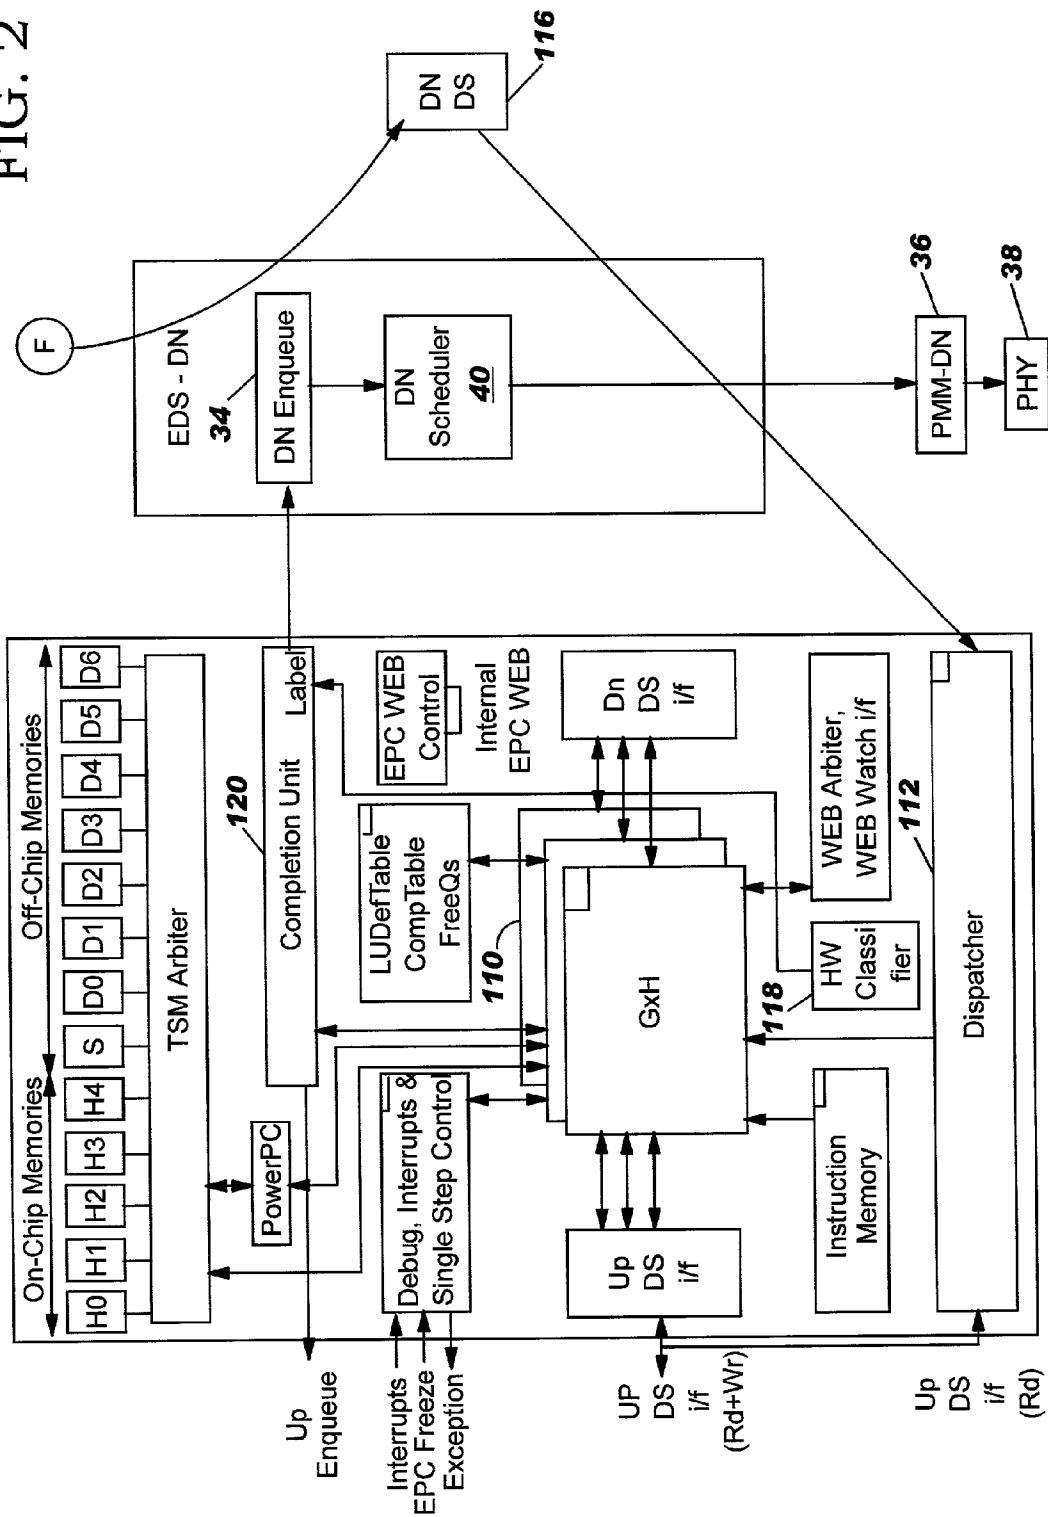 FIG. 2
On-Chip Memories
Off-Chip Memories
H0
H1
H2
H3
H4
S
D0
D1
D2
D3
D4
D5
D6
TSM Arbiter
PowerPC
120
Completion Unit
Label
Up
Enqueue
Interrupts
EPC Freeze
Exception
Debug, Interrupts &
Single Step Control
LUDefTable
CompTable
FreeQs
EPC WEB
Control
Internal
EPC WEB
110
GxH
UP
DS
i/f
(Rd+Wr)
Up
DS
i/f
Dn
DS
i/f
Instruction
Memory
118
HW
Classi
fier
WEB Arbiter,
WEB Watch i/f
112
Dispatcher
Up
DS
i/f
(Rd)
F
EDS - DN
34
DN Enqueue
DN
Scheduler
40
DN
DS
116
36
PMM-DN
38
PHY